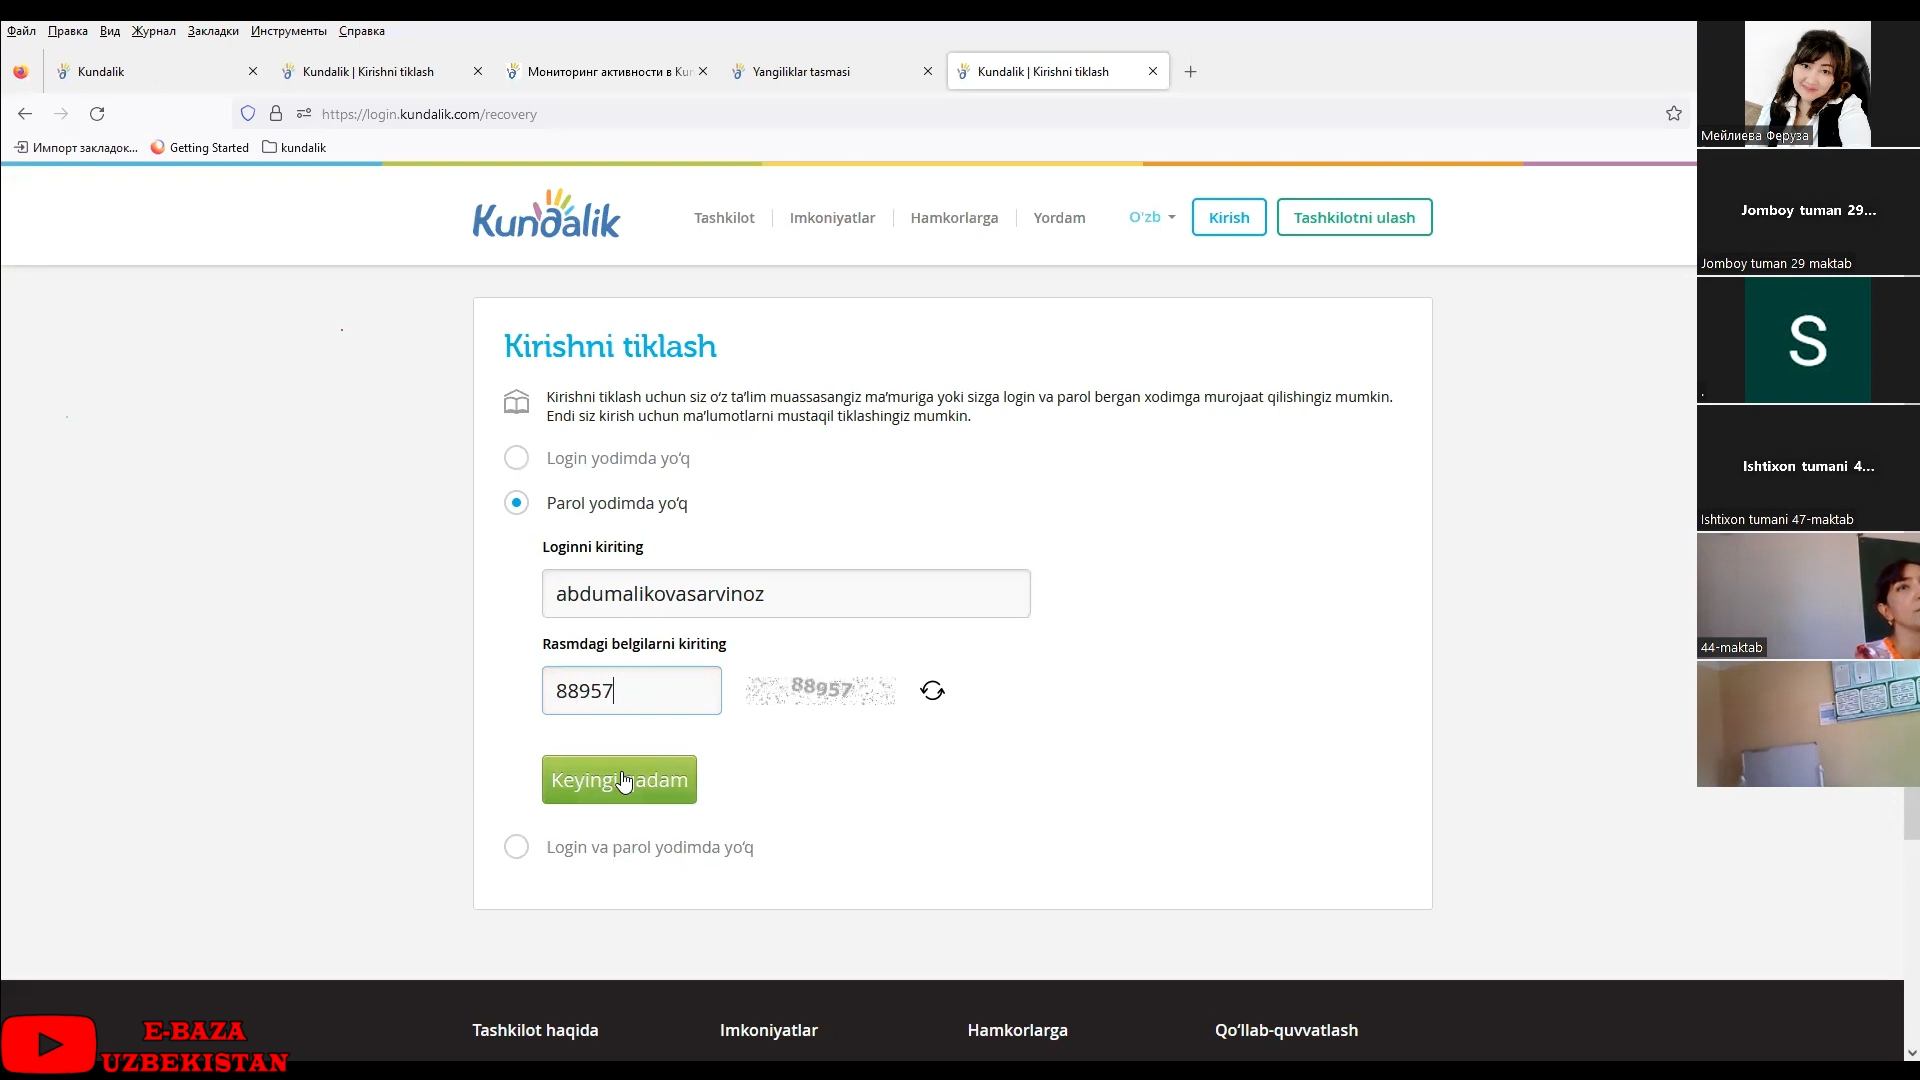 Файл Правка Вид Журнал Закладки Инструменты Справка
Kundalik
Kundalik | Kirishni tiklash
Мониторинг активности в Kun
Yangiliklar tasmasi
Kundalik | Kirishni tiklash
https://login.kundalik.com/recovery
Импорт закладок... Getting Started kundalik
Kundalik
Tashkilot Imkoniyatlar Hamkorlarga Yordam O'zb Kirish Tashkilotni ulash
Kirishni tiklash
Kirishni tiklash uchun siz o‘z ta’lim muassasangiz ma’muriga yoki sizga login va parol bergan xodimga murojaat qilishingiz mumkin.
Endi siz kirish uchun ma’lumotlarni mustaqil tiklashingiz mumkin.
Login yodimda yo‘q
Parol yodimda yo‘q
Loginni kiriting
abdumalikovasarvinoz
Rasmdagi belgilarni kiriting
88957
88957
Keyingi adam
Login va parol yodimda yo‘q
Tashkilot haqida Imkoniyatlar Hamkorlarga Qo‘llab-quvvatlash
E-BAZA
UZBEKISTAN
Мейлиева Феруза
Jomboy tuman 29...
Jomboy tuman 29 maktab
S
.
Ishtixon tumani 4...
Ishtixon tumani 47-maktab
44-maktab